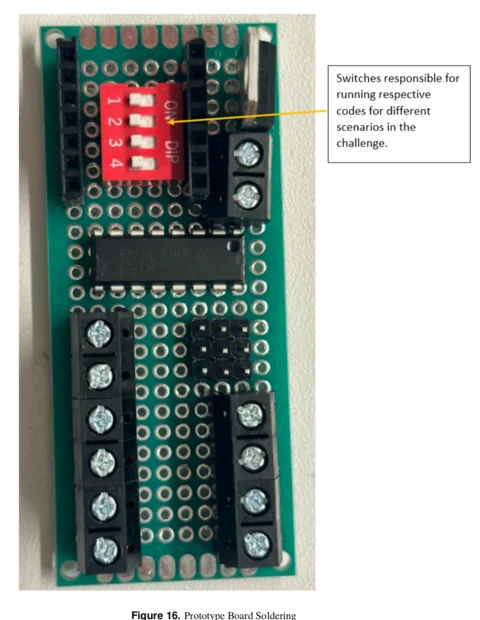 Switches responsible for
running respective
codes for different
scenarios in the
challenge.
ON DIP
1
2
3
4
Figure 16. Prototype Board Soldering